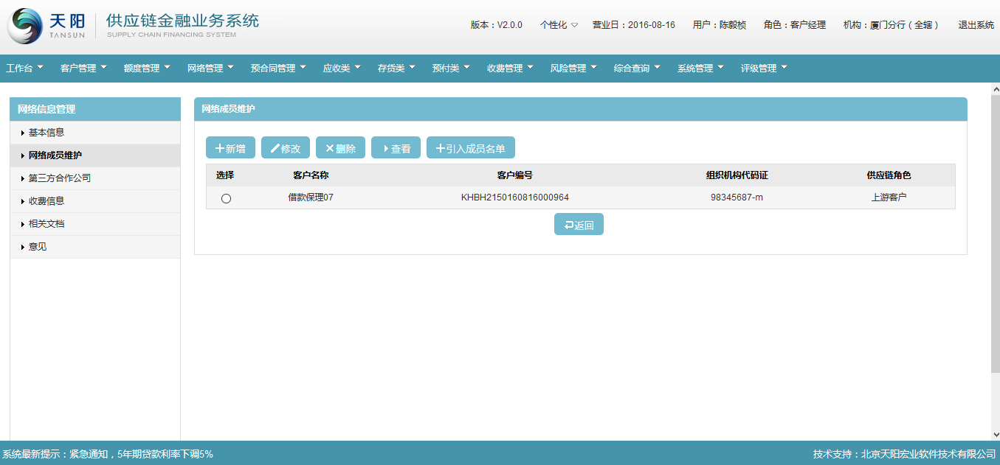 天阳 供应链金融业务系统
TANSUN SUPPLY CHAIN FINANCING SYSTEM
版本：V2.0.0 个性化 营业日：2016-08-16 用户：陈毅桢 角色：客户经理 机构：厦门分行（全辖） 退出系统
工作台 客户管理 额度管理 网络管理 预合同管理 应收类 存货类 预付类 收费管理 风险管理 综合查询 系统管理 评级管理
网络信息管理
基本信息
网络成员维护
第三方合作公司
收费信息
相关文档
意见
网络成员维护
新增 修改 删除 查看 引入成员名单
选择 客户名称 客户编号 组织机构代码证 供应链角色
借款保理07 KHBH2150160816000964 98345687-m 上游客户
返回
系统最新提示：紧急通知，5年期贷款利率下调5% 技术支持：北京天阳宏业软件技术有限公司